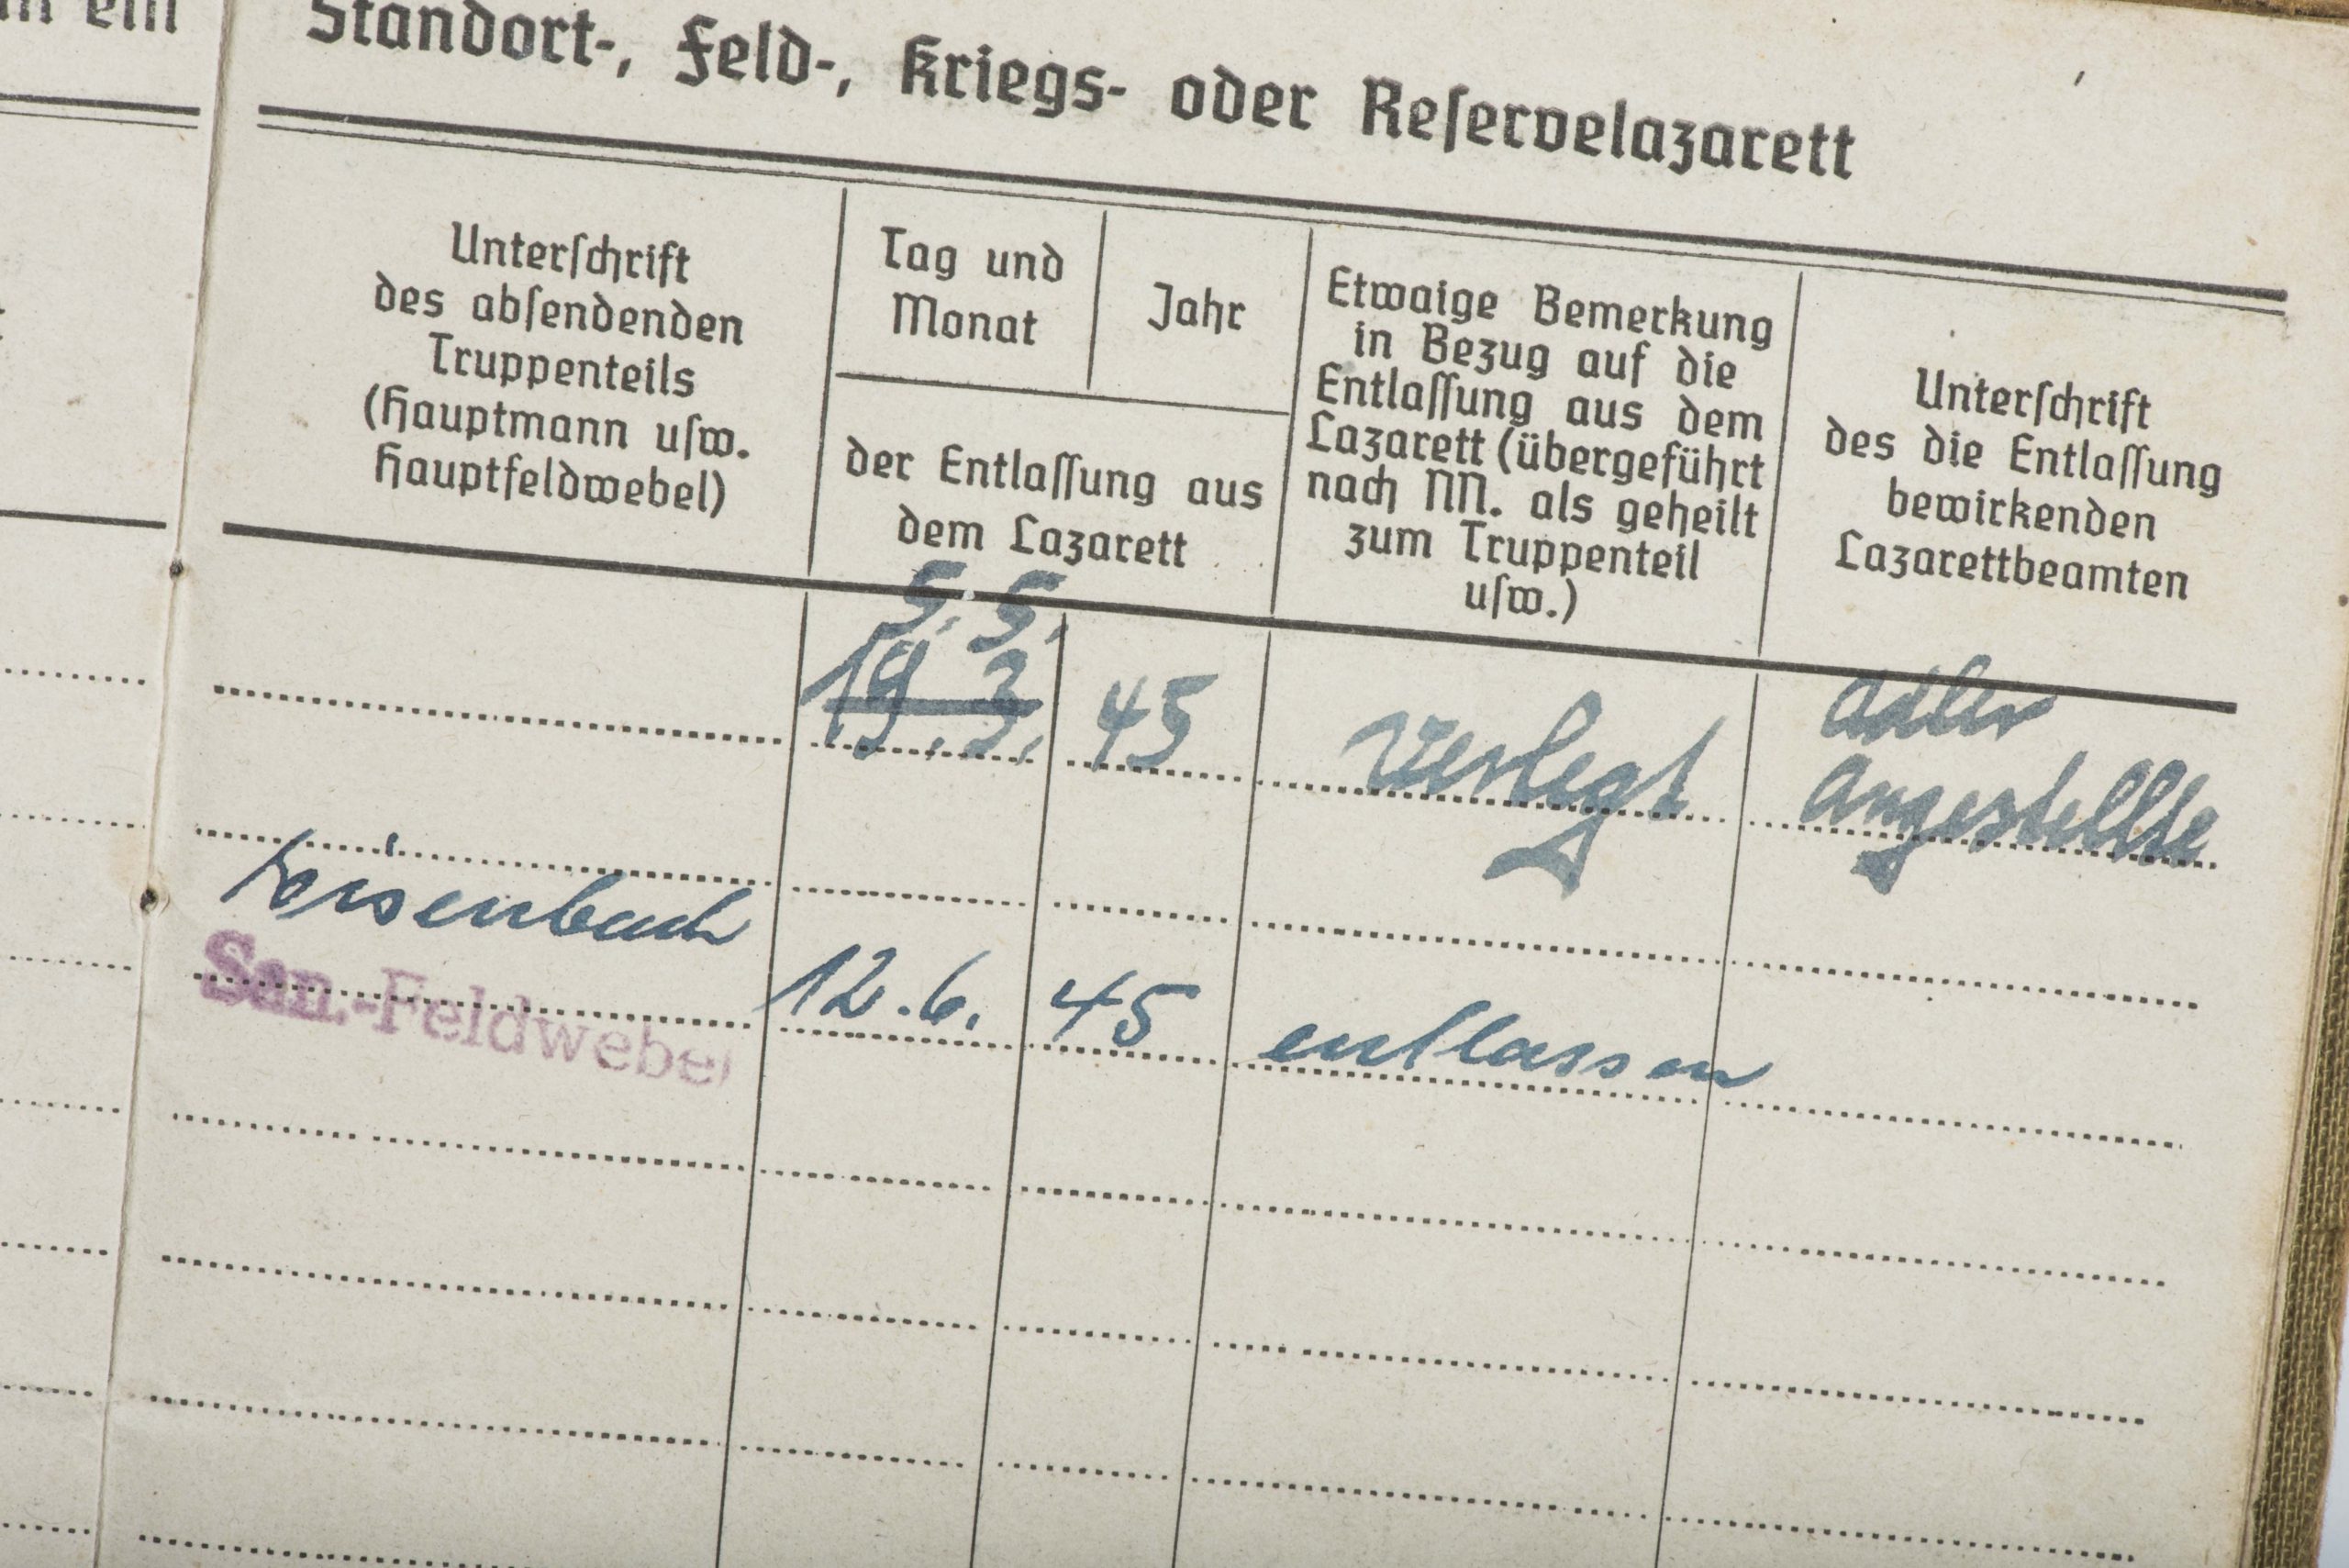 ein
Standort-, Feld-, Kriegs- oder Reservelazarett
Unterschrift
des absendenden
Truppenteils
(Hauptmann usw.
Hauptfeldwebel)
Tag und
Monat
Jahr
der Entlassung aus
dem Lazarett
Etwaige Bemerkung
in Bezug auf die
Entlassung aus dem
Lazarett (übergeführt
nach NN. als geheilt
zum Truppenteil
usw.)
Unterschrift
des die Entlassung
bewirkenden
Lazarettbeamten
5.5.
19.3. 45 Verlegt
Adler
Angestellte
San.-Feldwebel
12.6. 45 entlassen